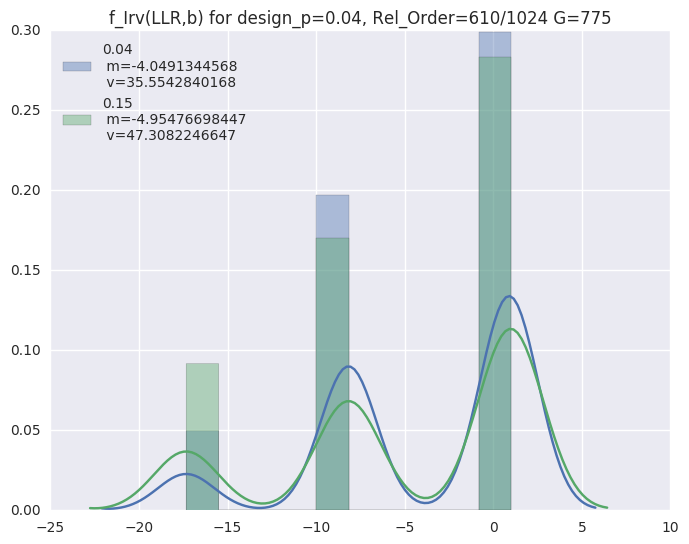 f_Irv(LLR,b) for design_p=0.04, Rel_Order=610/1024 G=775
0.04
m=-4.0491344568
v=35.5542840168
0.15
m=-4.95476698447
v=47.3082246647
0.30
0.25
0.20
0.15
0.10
0.05
0.00
−25 −20 −15 −10 −5 0 5 10